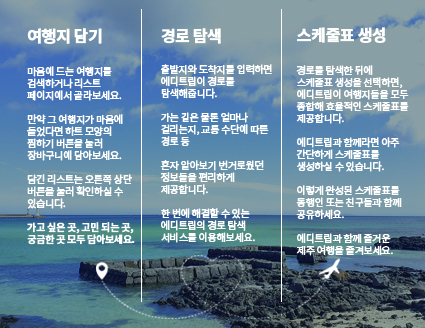 여행지 담기
마음에 드는 여행지를
검색하거나 리스트
페이지에서 골라보세요.
만약 그 여행지가 마음에
들었다면 하트 모양의
찜하기 버튼을 눌러
장바구니에 담아보세요.
담긴 리스트는 오른쪽 상단
버튼을 눌러 확인하실 수
있습니다.
가고 싶은 곳, 고민 되는 곳,
궁금한 곳 모두 담아보세요.
경로 탐색
출발지와 도착지를 입력하면
에디트립이 경로를
탐색해줍니다.
가는 길은 물론 얼마나
걸리는지, 교통 수단에 따른
경로 등
혼자 알아보기 번거로웠던
정보들을 편리하게
제공합니다.
한 번에 해결할 수 있는
에디트립의 경로 탐색
서비스를 이용해보세요.
스케줄표 생성
경로를 탐색한 뒤에
스케줄표 생성을 선택하면,
에디트립이 여행지들을 모두
종합해 효율적인 스케줄표를
제공합니다.
에디트립과 함께라면 아주
간단하게 스케줄표를
생성하실 수 있습니다.
이렇게 완성된 스케줄표를
동행인 또는 친구들과 함께
공유하세요.
에디트립과 함께 즐거운
제주 여행을 즐겨보세요.